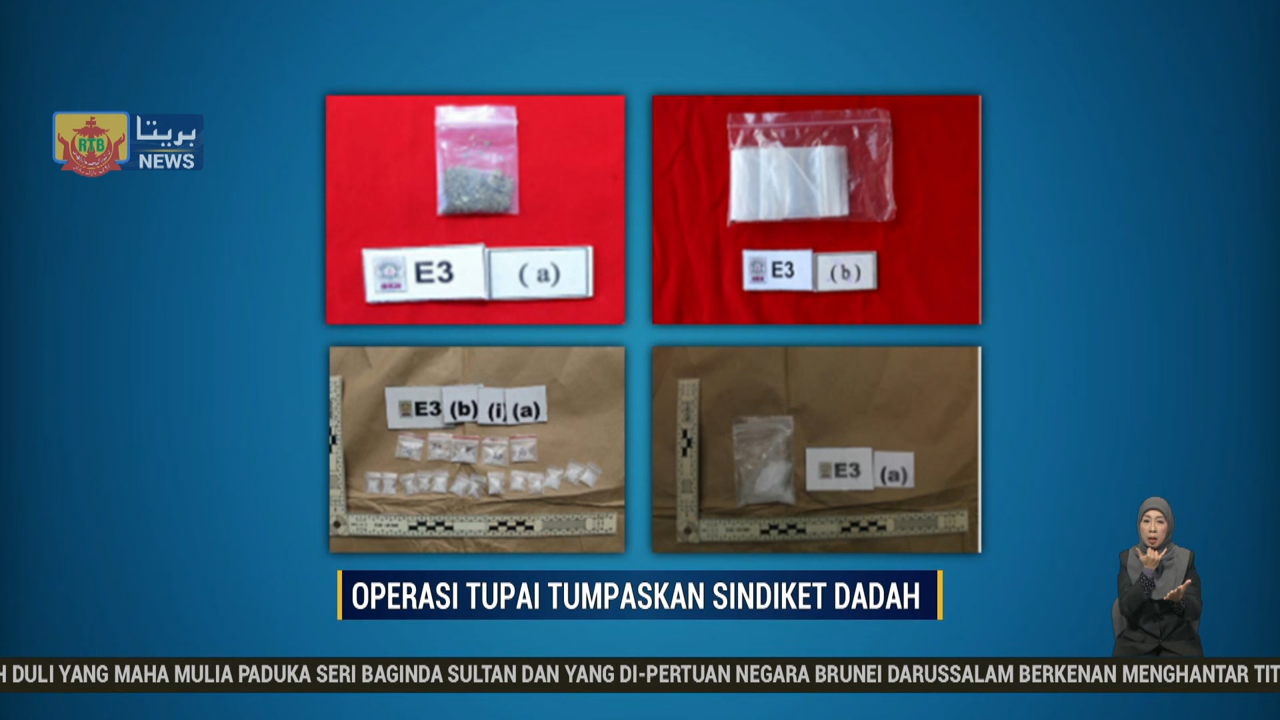 بريتا
RTB
NEWS
E3 (a)
E3 (b)
E3 (b) (i) (a)
E3 (a)
OPERASI TUPAI TUMPASKAN SINDIKET DADAH
H DULI YANG MAHA MULIA PADUKA SERI BAGINDA SULTAN DAN YANG DI-PERTUAN NEGARA BRUNEI DARUSSALAM BERKENAN MENGHANTAR TIT